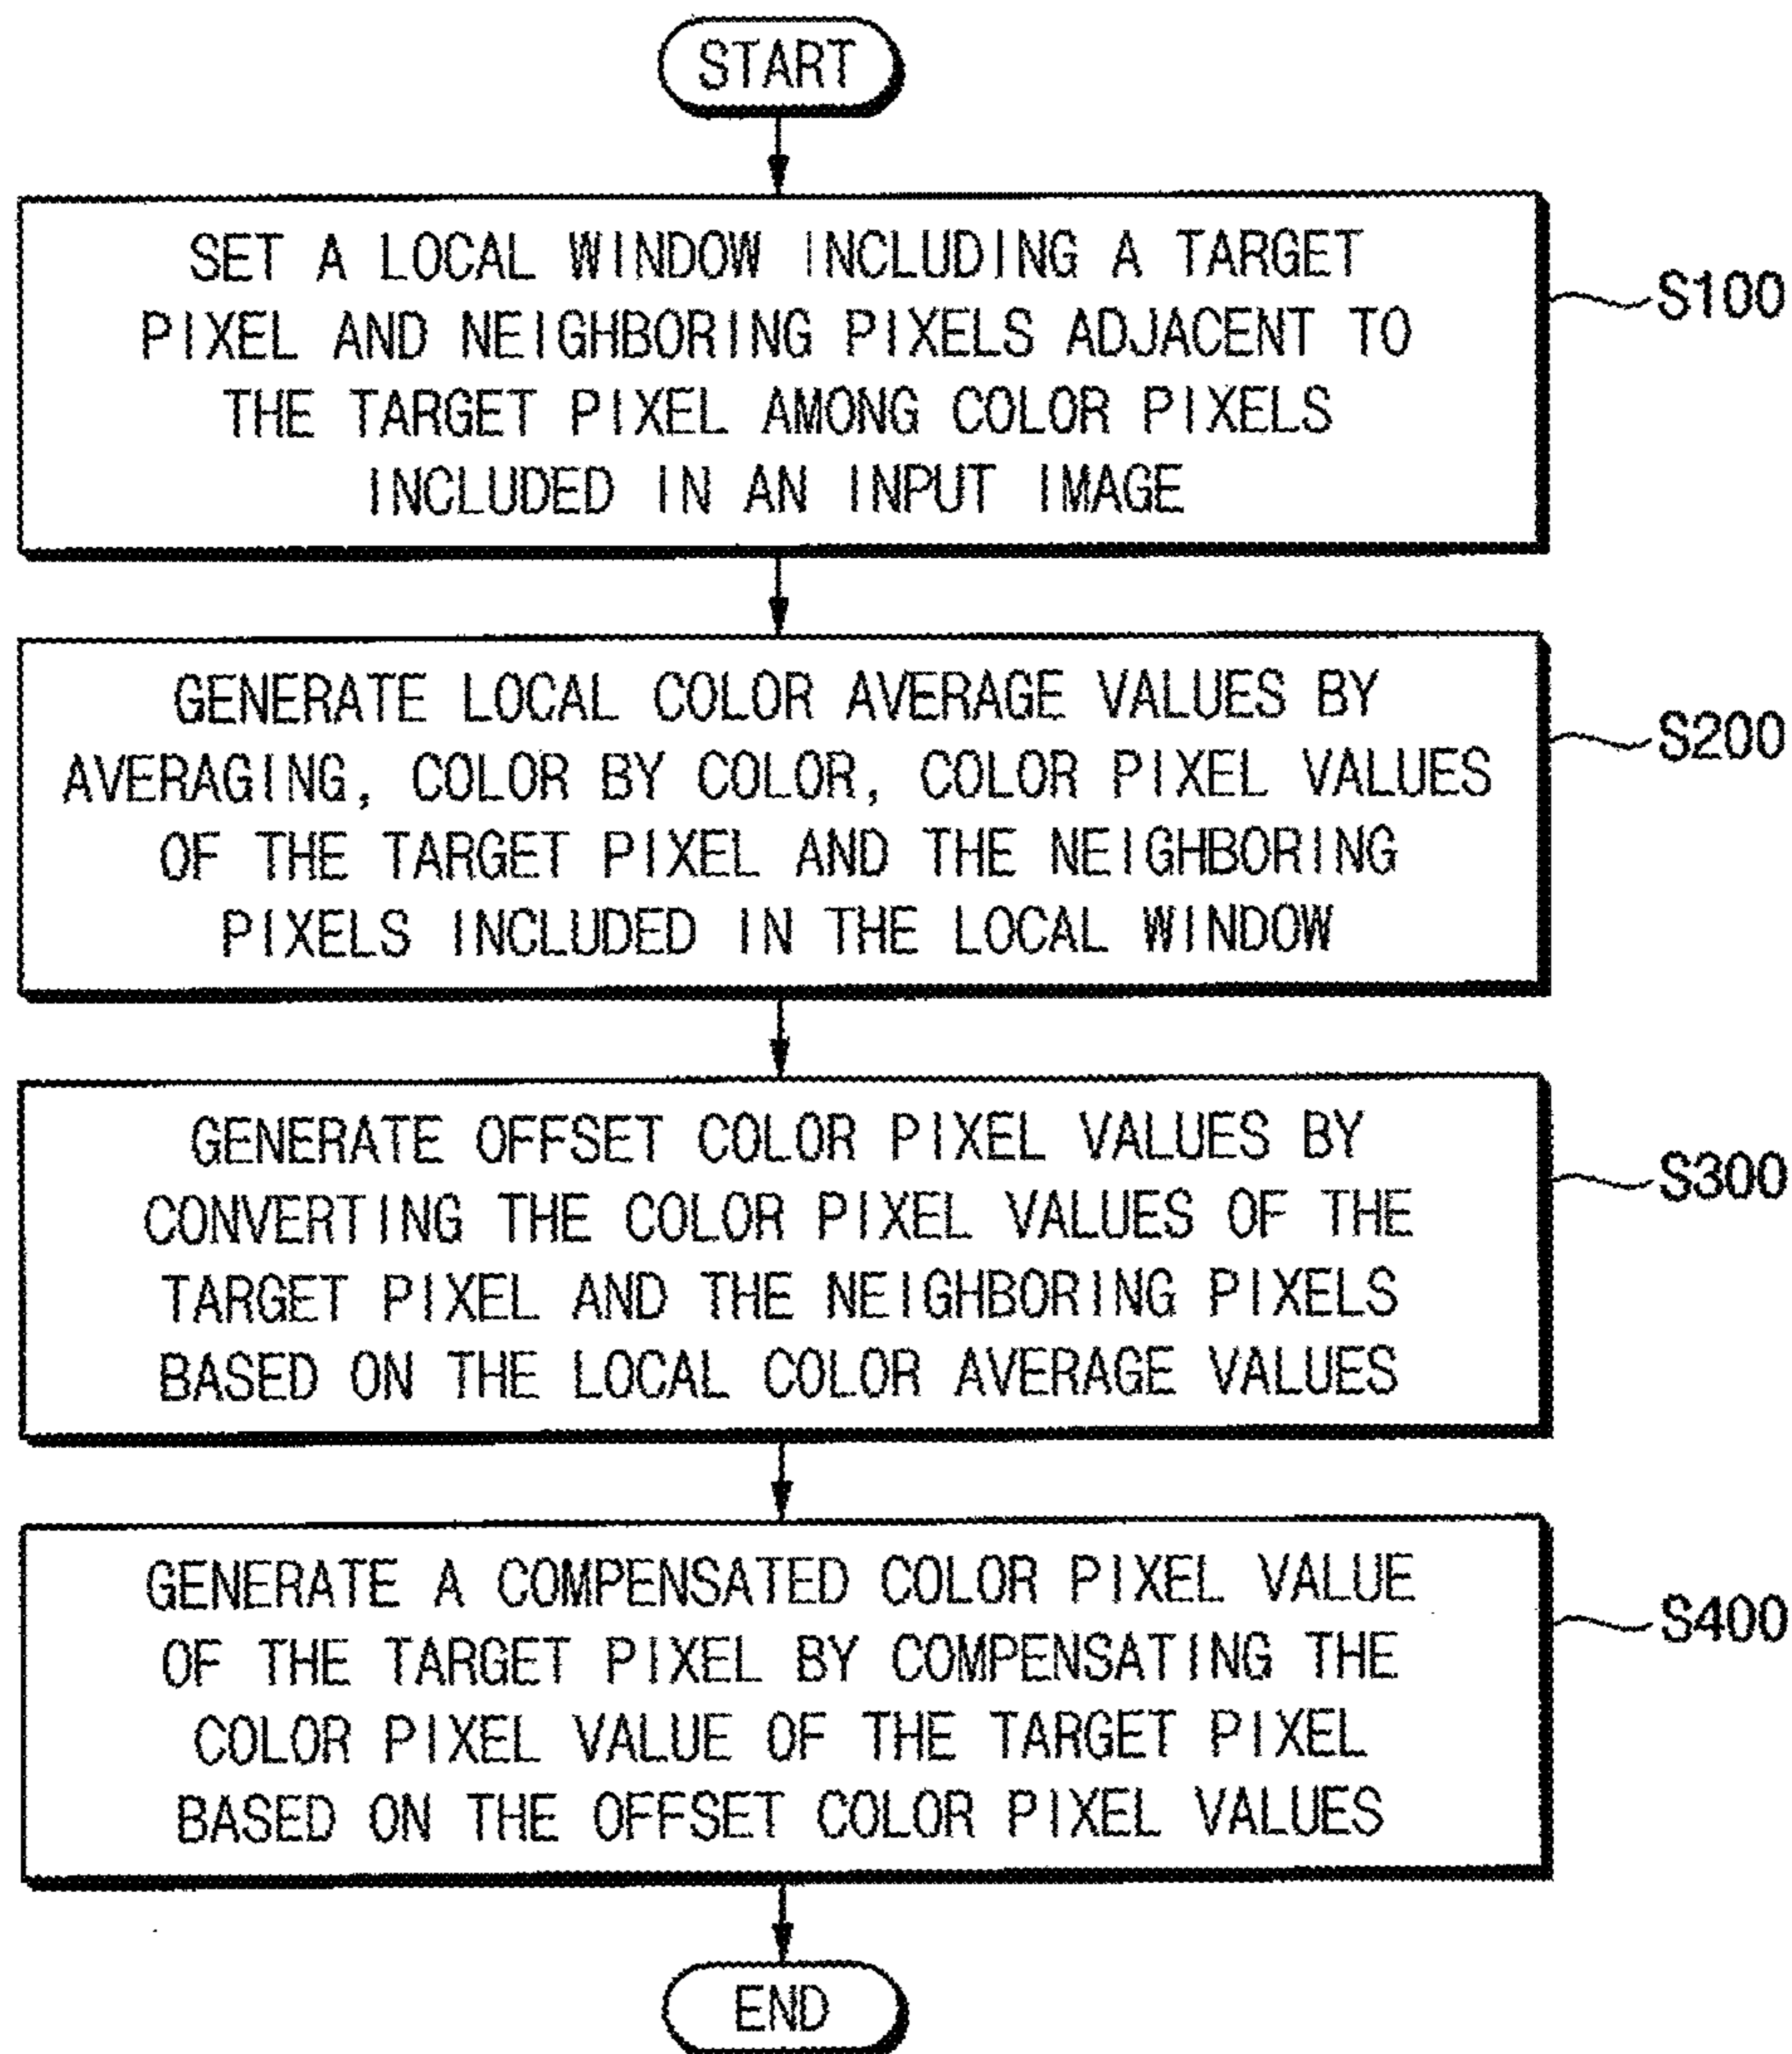 START
SET A LOCAL WINDOW INCLUDING A TARGET
PIXEL AND NEIGHBORING PIXELS ADJACENT TO
THE TARGET PIXEL AMONG COLOR PIXELS
INCLUDED IN AN INPUT IMAGE
S100
GENERATE LOCAL COLOR AVERAGE VALUES BY
AVERAGING, COLOR BY COLOR, COLOR PIXEL VALUES
OF THE TARGET PIXEL AND THE NEIGHBORING
PIXELS INCLUDED IN THE LOCAL WINDOW
S200
GENERATE OFFSET COLOR PIXEL VALUES BY
CONVERTING THE COLOR PIXEL VALUES OF THE
TARGET PIXEL AND THE NEIGHBORING PIXELS
BASED ON THE LOCAL COLOR AVERAGE VALUES
S300
GENERATE A COMPENSATED COLOR PIXEL VALUE
OF THE TARGET PIXEL BY COMPENSATING THE
COLOR PIXEL VALUE OF THE TARGET PIXEL
BASED ON THE OFFSET COLOR PIXEL VALUES
S400
END